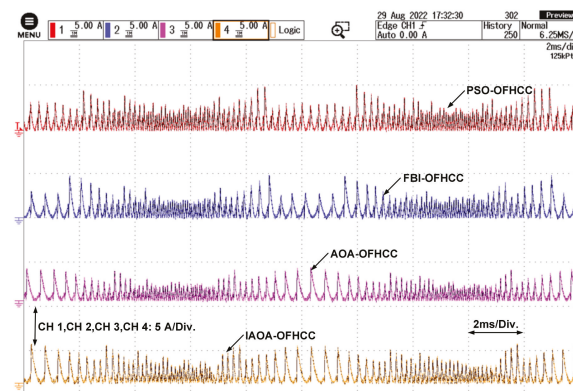 29 Aug 2022 17:32:30 302 Preview
MENU 1 5.00 A 2 5.00 A 3 5.00 A 4 5.00 A Logic Edge CH1 History Normal
Auto 0.00 A 250 6.25MS/
2ms/di
125kPt
PSO-OFHCC
FBI-OFHCC
AOA-OFHCC
CH 1,CH 2,CH 3,CH 4: 5 A/Div.
2ms/Div.
IAOA-OFHCC